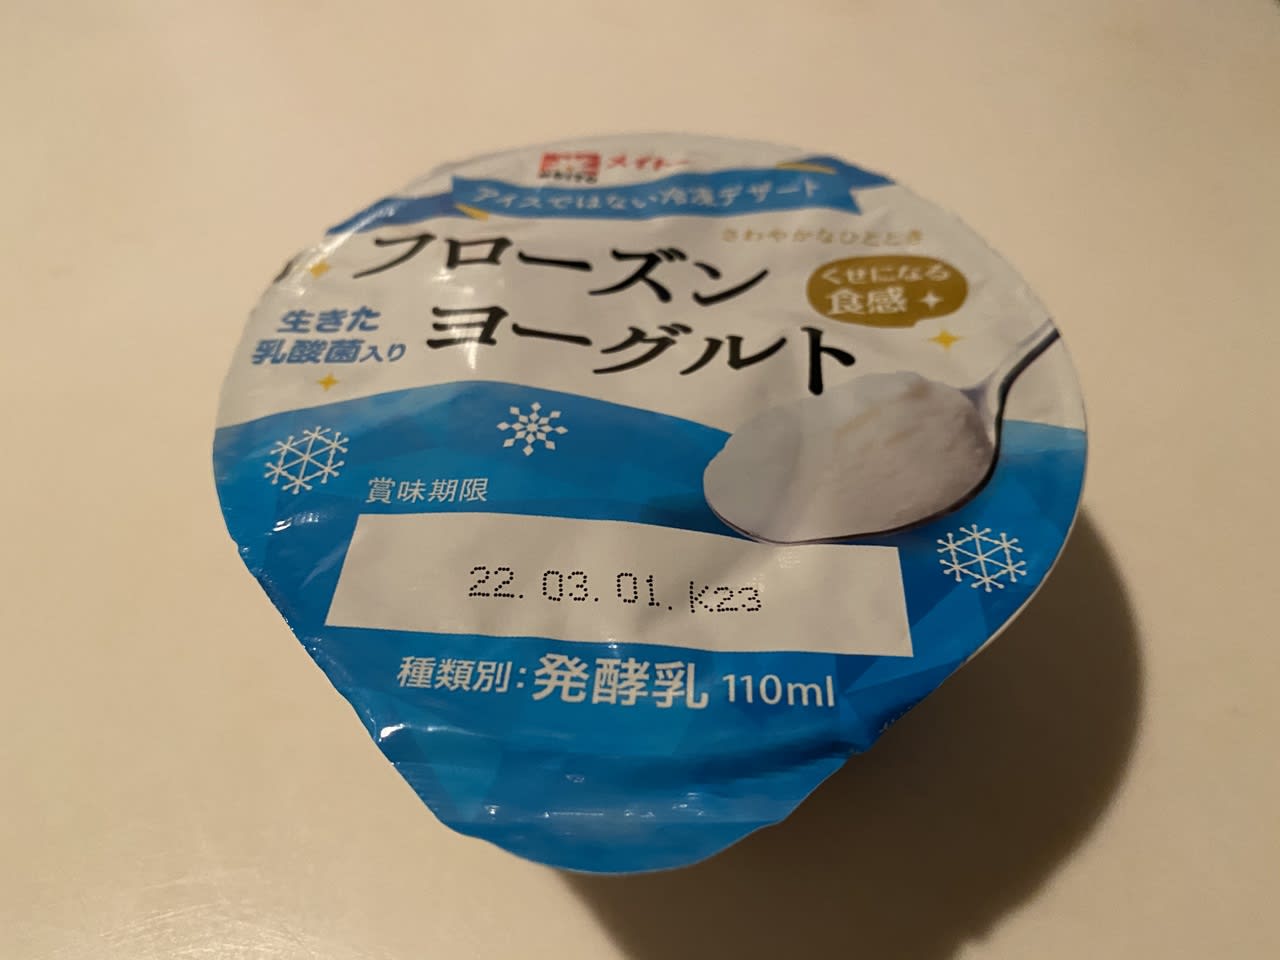 メイトー
アイスではない冷凍デザート
さわやかなひととき
フローズン
ヨーグルト
くせになる
食感
生きた
乳酸菌入り
賞味期限
22.03.01.K23
種類別:発酵乳 110ml